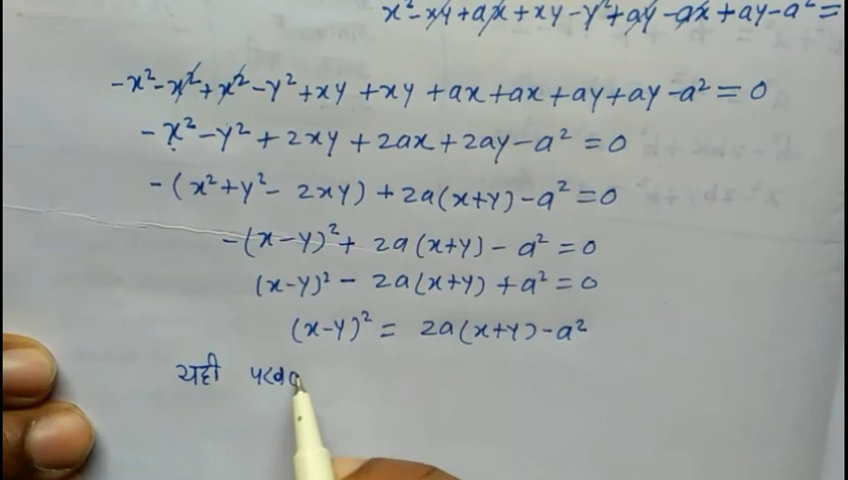 x² - xy + ax + xy - y² + ay - ax + ay - a² =
-x² - x² + x² - y² + xy + xy + ax + ax + ay + ay - a² = 0
- x² - y² + 2xy + 2ax + 2ay - a² = 0
- (x² + y² - 2xy) + 2a(x+y) - a² = 0
-(x-y)² + 2a(x+y) - a² = 0
(x-y)² - 2a(x+y) + a² = 0
(x-y)² = 2a(x+y) - a²
यही